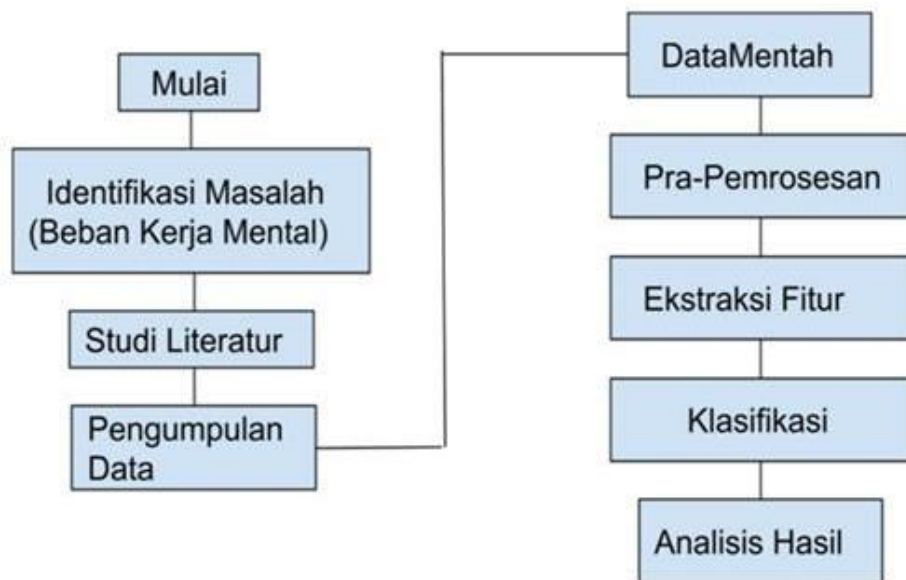 Mulai
Identifikasi Masalah
(Beban Kerja Mental)
Studi Literatur
Pengumpulan
Data
DataMentah
Pra-Pemrosesan
Ekstraksi Fitur
Klasifikasi
Analisis Hasil